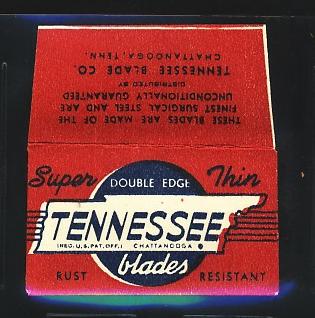 THESE BLADES ARE MADE OF THE
FINEST SURGICAL STEEL AND ARE
UNCONDITIONALLY GUARANTEED
DISTRIBUTED BY
TENNESSEE BLADE CO.
CHATTANOOGA, TENN.
Super DOUBLE EDGE Thin
TENNESSEE
(REG. U.S. PAT. OFF.) CHATTANOOGA
blades
RUST RESISTANT